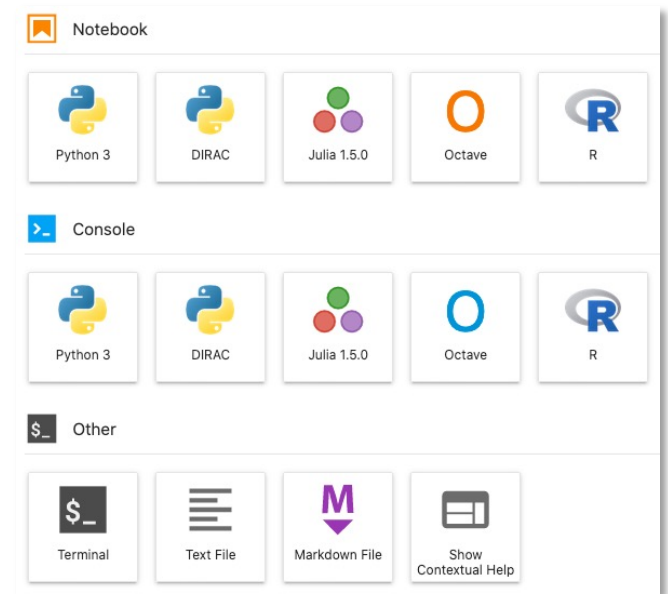 Notebook
Python 3
DIRAC
Julia 1.5.0
Octave
R
>_ Console
Python 3
DIRAC
Julia 1.5.0
Octave
R
$_ Other
$_
Terminal
Text File
Markdown File
Show
Contextual Help